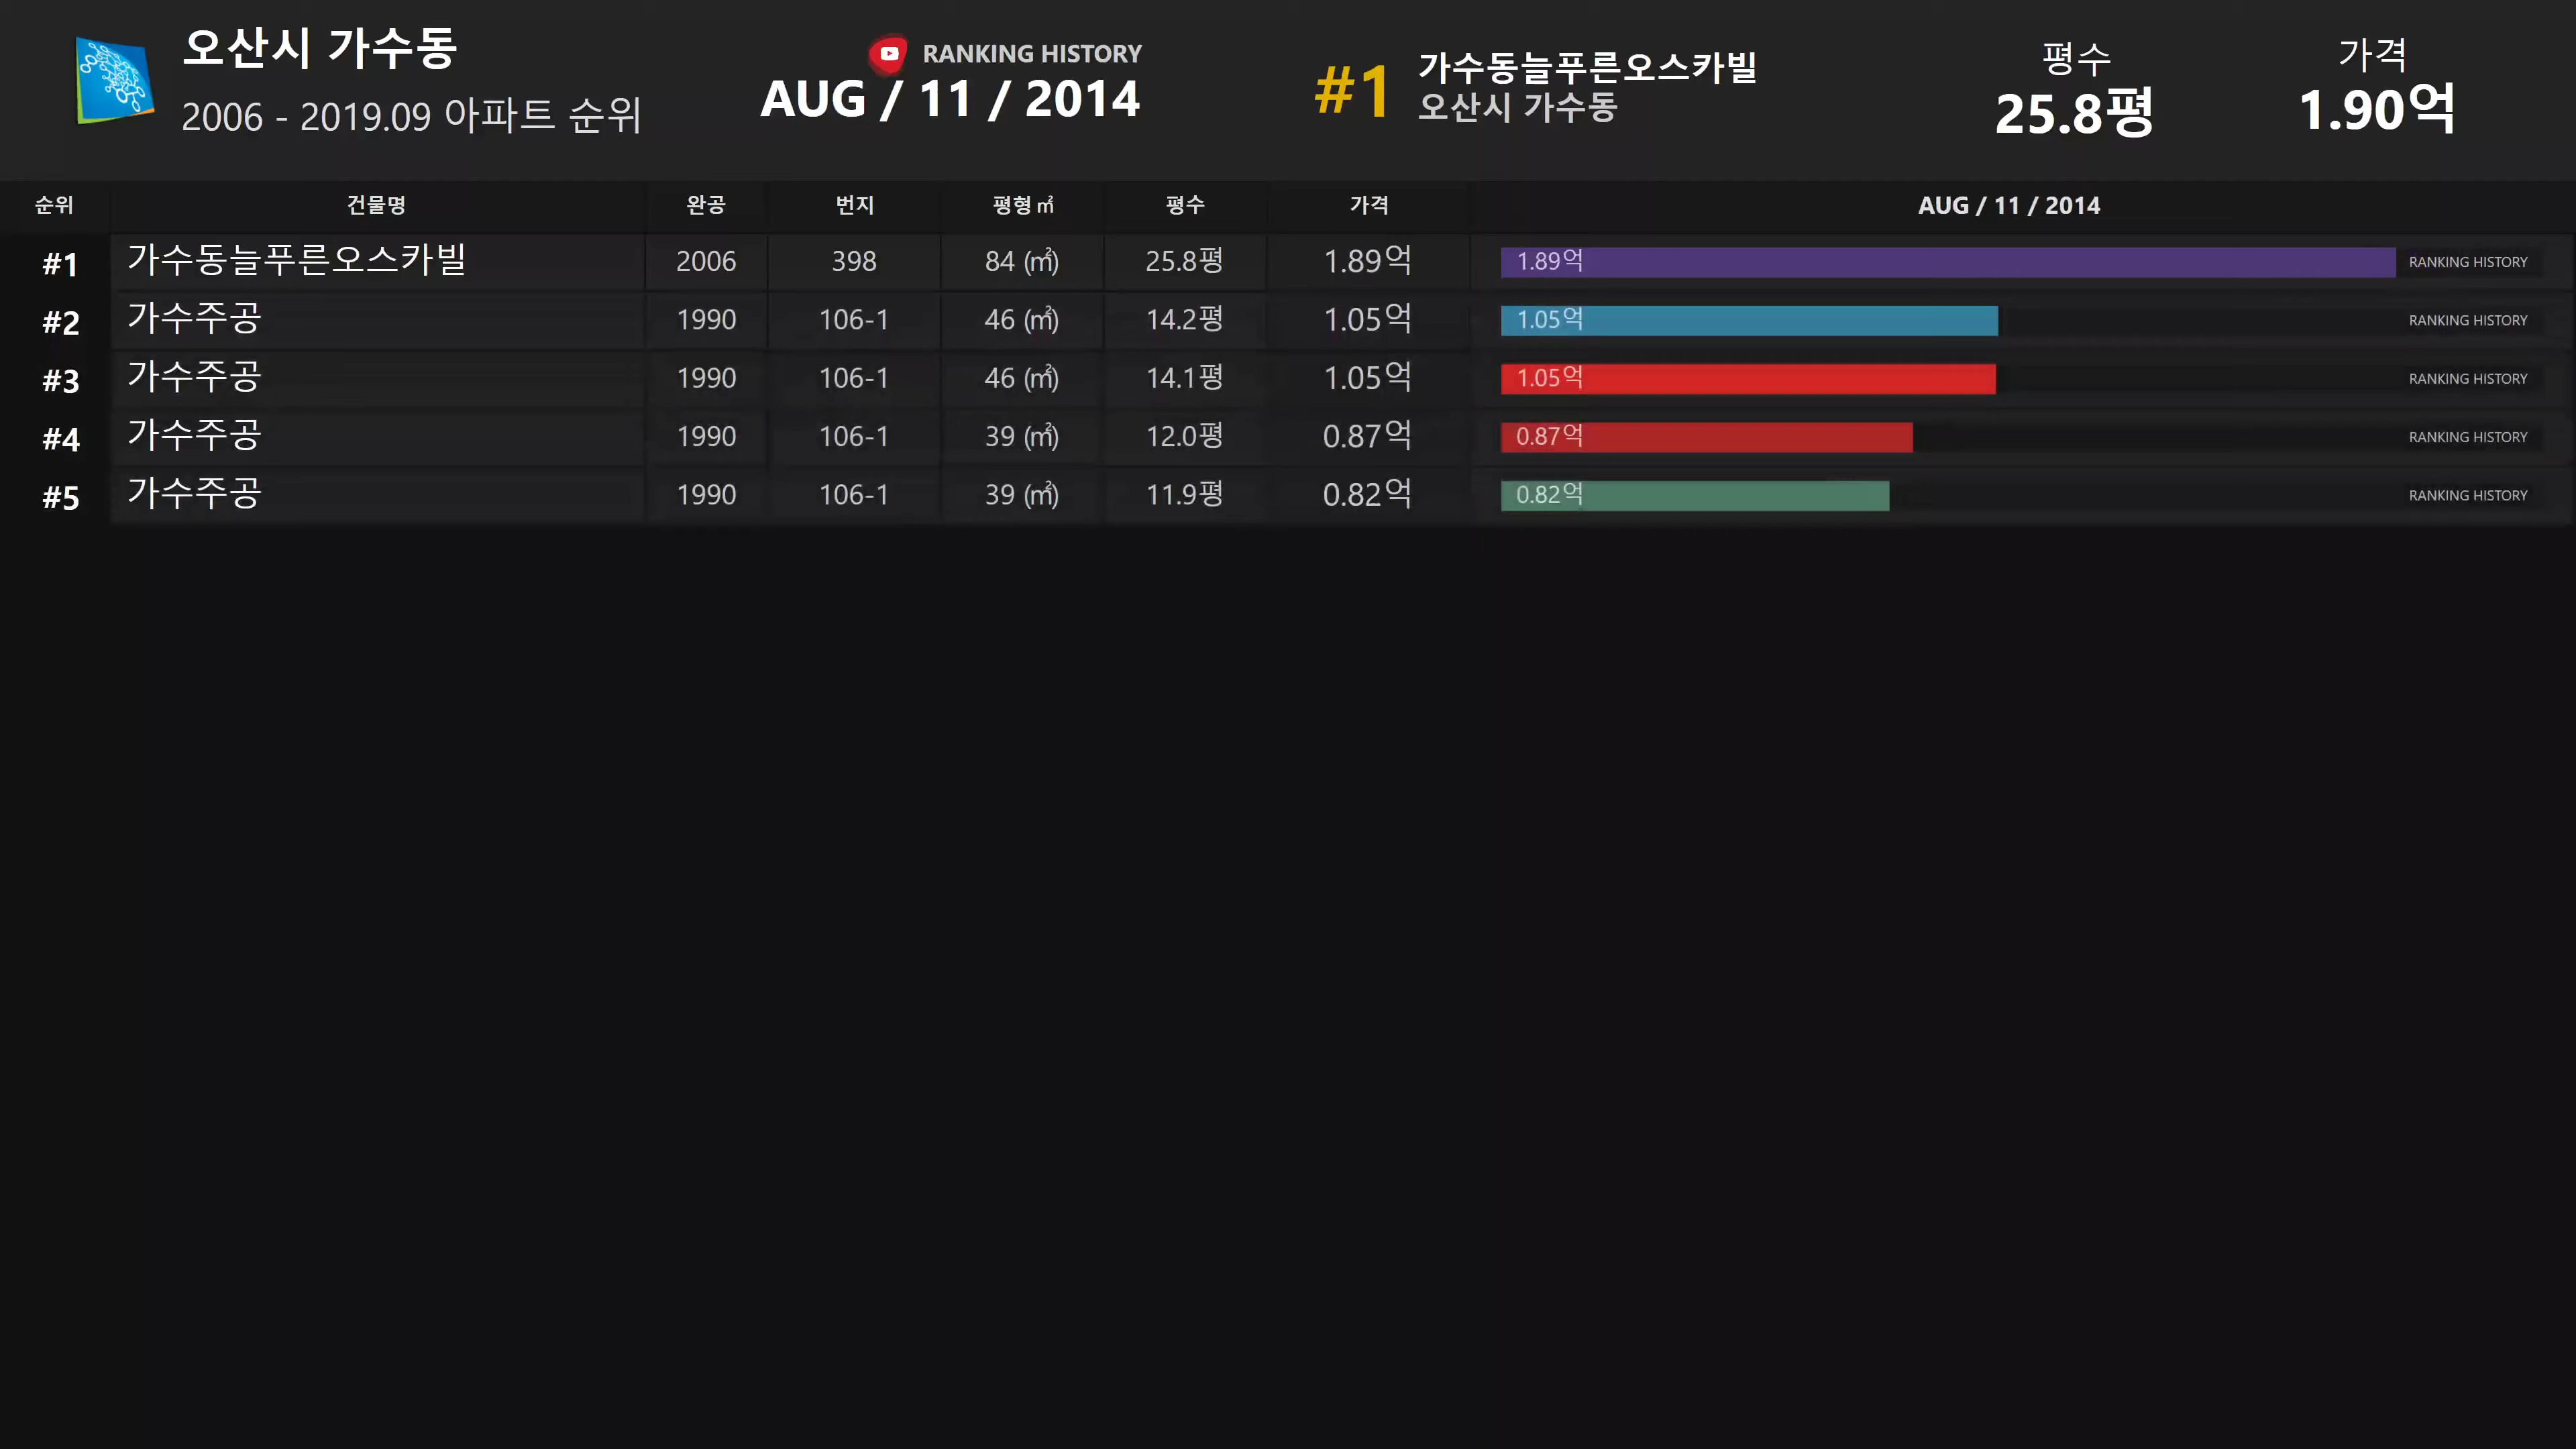 오산시 가수동
2006 - 2019.09 아파트 순위
RANKING HISTORY
AUG / 11 / 2014
#1
가수동늘푸른오스카빌
오산시 가수동
평수
25.8평
가격
1.90억
순위 건물명 완공 번지 평형㎡ 평수 가격 AUG / 11 / 2014
#1 가수동늘푸른오스카빌 2006 398 84 (㎡) 25.8평 1.89억 1.89억 RANKING HISTORY
#2 가수주공 1990 106-1 46 (㎡) 14.2평 1.05억 1.05억 RANKING HISTORY
#3 가수주공 1990 106-1 46 (㎡) 14.1평 1.05억 1.05억 RANKING HISTORY
#4 가수주공 1990 106-1 39 (㎡) 12.0평 0.87억 0.87억 RANKING HISTORY
#5 가수주공 1990 106-1 39 (㎡) 11.9평 0.82억 0.82억 RANKING HISTORY